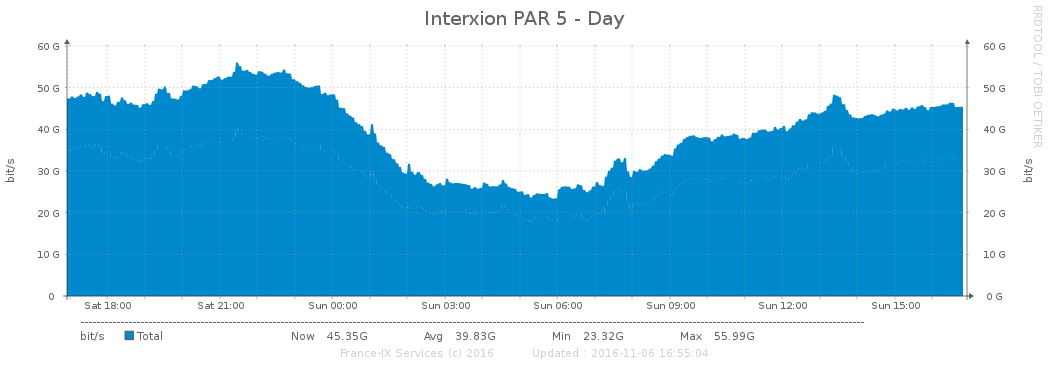 Interxion PAR 5 - Day
RRDTOOL / TOBI OETIKER
60 G 60 G
50 G 50 G
40 G 40 G
30 G 30 G
20 G 20 G
10 G 10 G
0 0 G
bit/s bit/s
Sat 18:00 Sat 21:00 Sun 00:00 Sun 03:00 Sun 06:00 Sun 09:00 Sun 12:00 Sun 15:00
bit/s Total Now 45.35G Avg 39.83G Min 23.32G Max 55.99G
France-IX Services (c) 2016 Updated : 2016-11-06 16:55:04